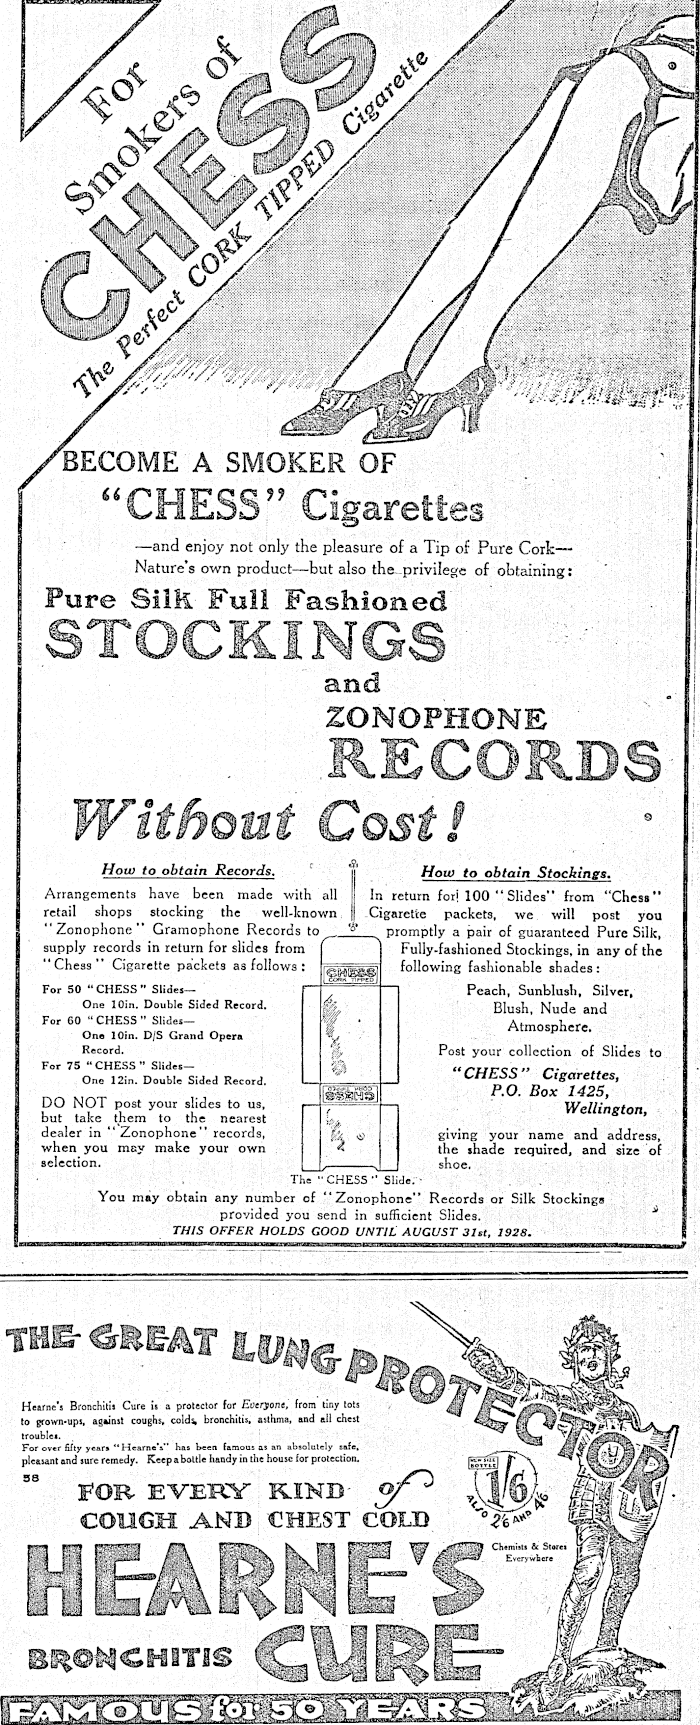 For
Smokers of
CHESS
The Perfect CORK TIPPED Cigarette
BECOME A SMOKER OF
“CHESS” Cigarettes
—and enjoy not only the pleasure of a Tip of Pure Cork—
Nature's own product—but also the privilege of obtaining:
Pure Silk Full Fashioned
STOCKINGS
and
ZONOPHONE
RECORDS
Without Cost!
How to obtain Records.
Arrangements have been made with all
retail shops stocking the well-known
“Zonophone” Gramophone Records to
supply records in return for slides from
“Chess” Cigarette packets as follows:
For 50 “CHESS” Slides—
One 10in. Double Sided Record.
For 60 “CHESS” Slides—
One 10in. D/S Grand Opera
Record.
For 75 “CHESS” Slides—
One 12in. Double Sided Record.
DO NOT post your slides to us,
but take them to the nearest
dealer in “Zonophone” records,
when you may make your own
selection.
CHESS
CORK TIPPED
CHESS
CORK TIPPED
The “CHESS” Slide.
How to obtain Stockings.
In return for 100 “Slides” from “Chess”
Cigarette packets, we will post you
promptly a pair of guaranteed Pure Silk,
Fully-fashioned Stockings, in any of the
following fashionable shades:
Peach, Sunblush, Silver,
Blush, Nude and
Atmosphere.
Post your collection of Slides to
“CHESS” Cigarettes,
P.O. Box 1425,
Wellington,
giving your name and address,
the shade required, and size of
shoe.
You may obtain any number of “Zonophone” Records or Silk Stockings
provided you send in sufficient Slides.
THIS OFFER HOLDS GOOD UNTIL AUGUST 31st, 1928.
THE GREAT LUNG PROTECTOR
Hearne's Bronchitis Cure is a protector for Everyone, from tiny tots
to grown-ups, against coughs, colds, bronchitis, asthma, and all chest
troubles.
For over fifty years “Hearne's” has been famous as an absolutely safe,
pleasant and sure remedy. Keep a bottle handy in the house for protection.
58
FOR EVERY KIND of
COUGH AND CHEST COLD
NEW SIZE
BOTTLE
1/6
ALSO 2/6 AND 4/6
Chemists & Stores
Everywhere
HEARNE'S
BRONCHITIS CURE
FAMOUS for 50 YEARS